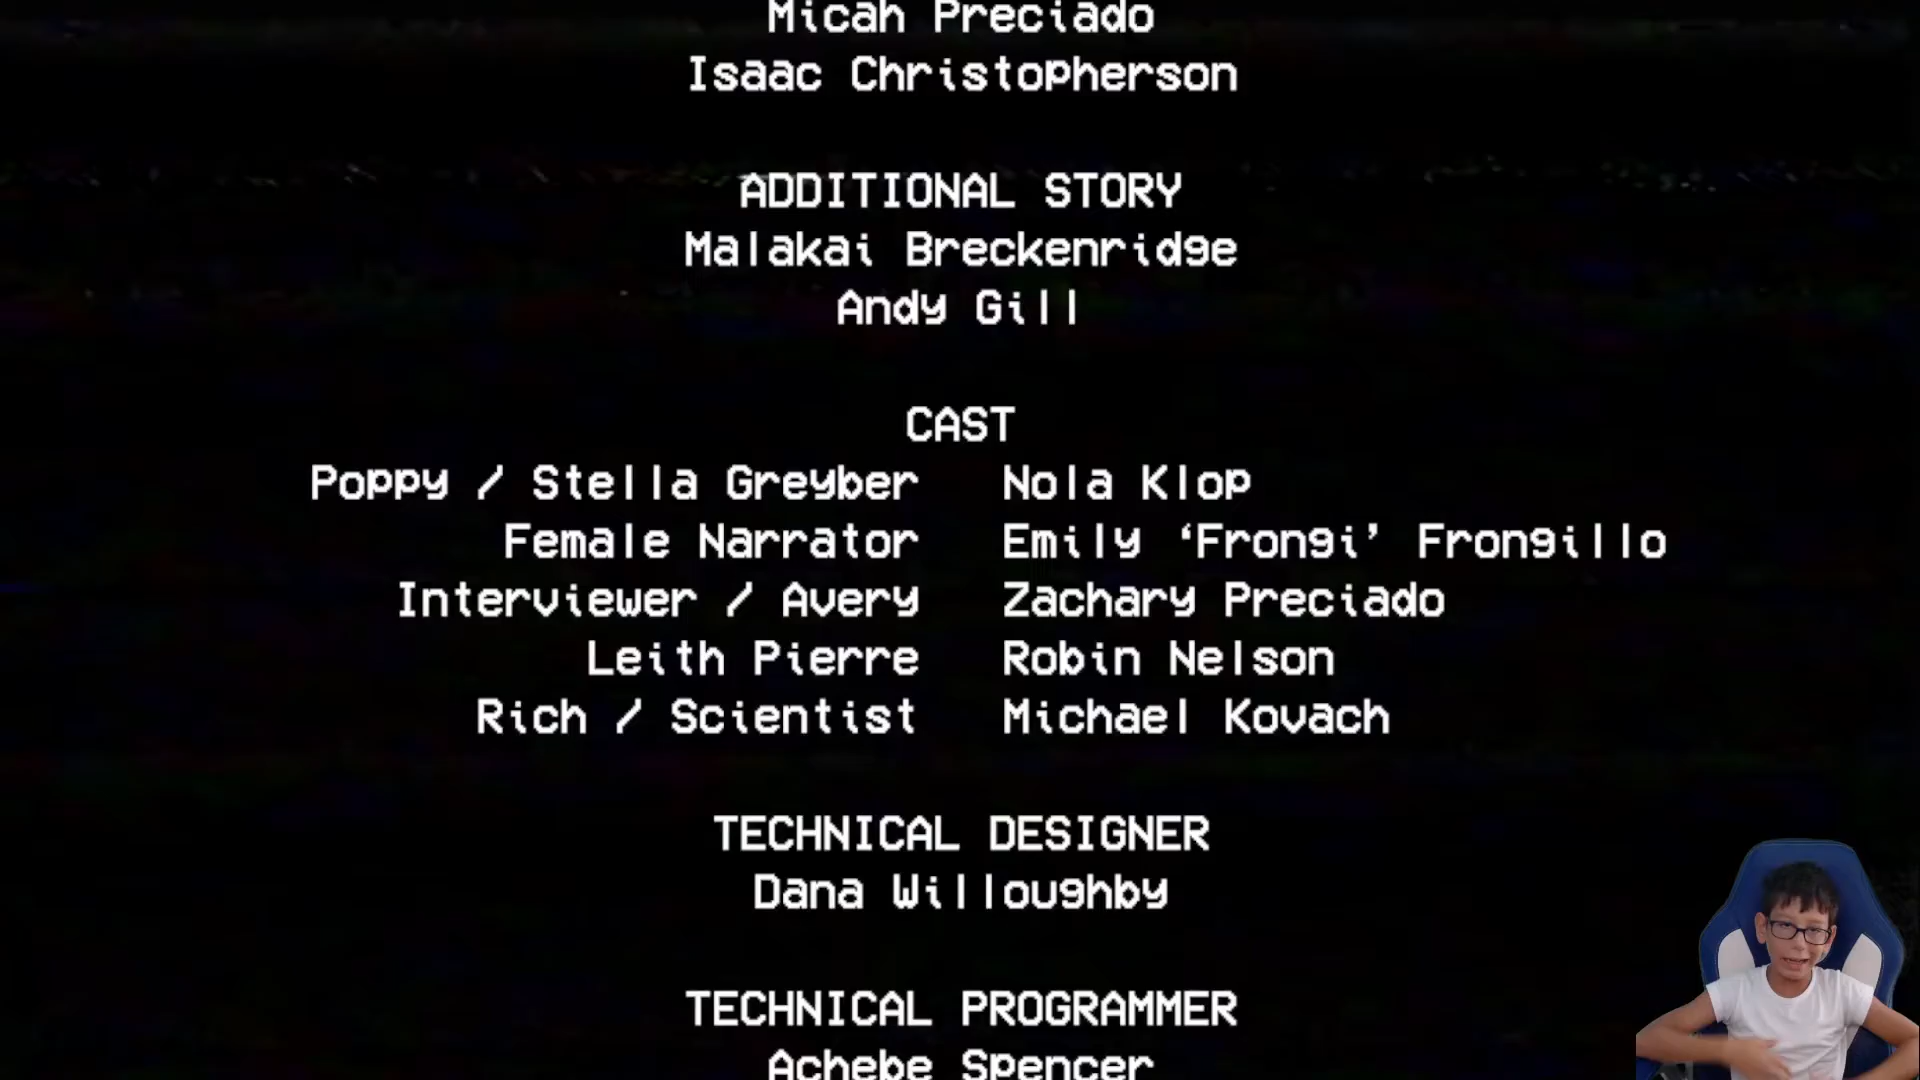 Micah Preciado
Isaac Christopherson
ADDITIONAL STORY
Malakai Breckenridge
Andy Gill
CAST
Poppy / Stella Greyber Nola Klop
Female Narrator Emily ‘Frongi’ Frongillo
Interviewer / Avery Zachary Preciado
Leith Pierre Robin Nelson
Rich / Scientist Michael Kovach
TECHNICAL DESIGNER
Dana Willoughby
TECHNICAL PROGRAMMER
Achebe Spencer